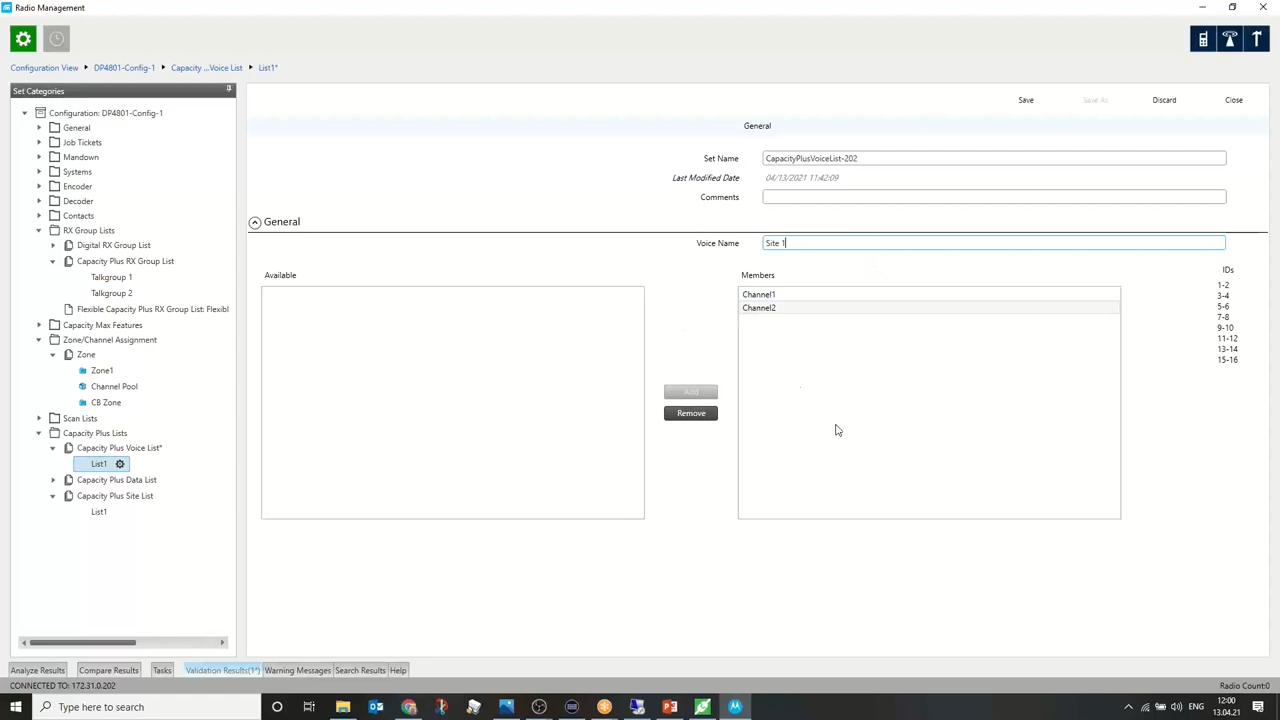 Radio Management
Configuration View DP4801-Config-1 Capacity ...Voice List List1*
Set Categories
Configuration: DP4801-Config-1
General
Job Tickets
Mandown
Systems
Encoder
Decoder
Contacts
RX Group Lists
Digital RX Group List
Capacity Plus RX Group List
Talkgroup 1
Talkgroup 2
Flexible Capacity Plus RX Group List: Flexibl
Capacity Max Features
Zone/Channel Assignment
Zone
Zone1
Channel Pool
CB Zone
Scan Lists
Capacity Plus Lists
Capacity Plus Voice List*
List1
Capacity Plus Data List
Capacity Plus Site List
List1
Save Save As Discard Close
General
Set Name CapacityPlusVoiceList-202
Last Modified Date 04/13/2021 11:42:09
Comments
General
Voice Name Site 1
Available Members IDs
Channel1
Channel2
1-2
3-4
5-6
7-8
9-10
11-12
13-14
15-16
Add
Remove
Analyze Results Compare Results Tasks Validation Results(1*) Warning Messages Search Results Help
CONNECTED TO: 172.31.0.202 Radio Count:0
Type here to search
ENG
12:00
13.04.21